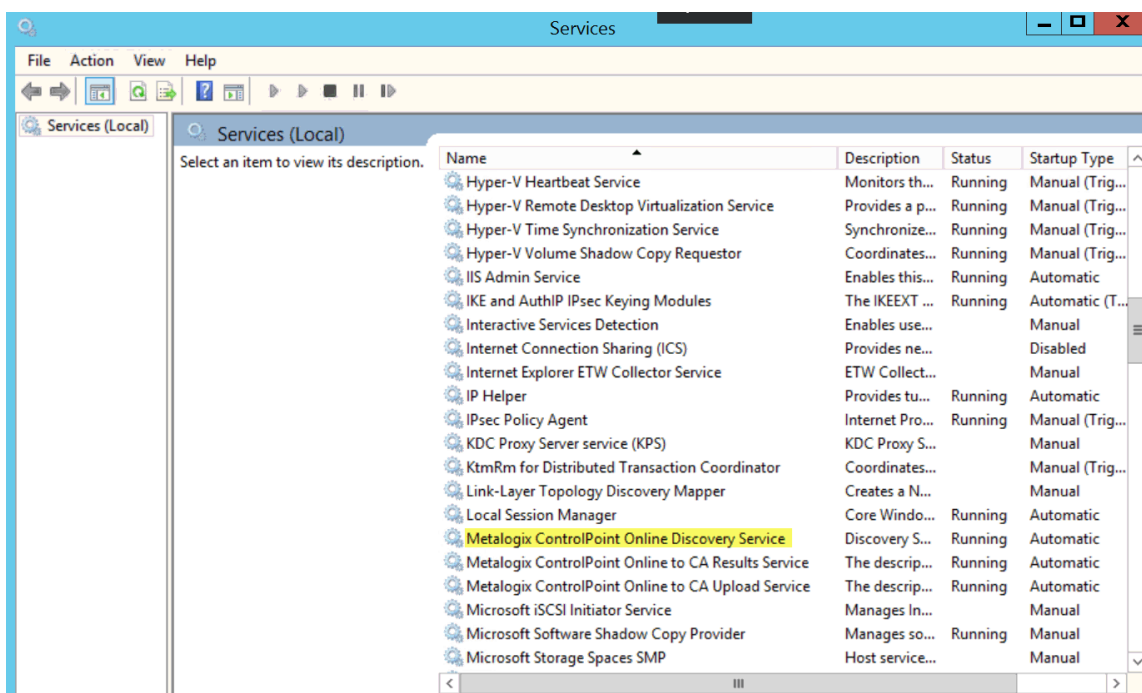 Services
File Action View Help
Services (Local)
Services (Local)
Select an item to view its description.
Name Description Status Startup Type
Hyper-V Heartbeat Service Monitors th... Running Manual (Trig...
Hyper-V Remote Desktop Virtualization Service Provides a p... Running Manual (Trig...
Hyper-V Time Synchronization Service Synchronize... Running Manual (Trig...
Hyper-V Volume Shadow Copy Requestor Coordinates... Running Manual (Trig...
IIS Admin Service Enables this... Running Automatic
IKE and AuthIP IPsec Keying Modules The IKEEXT ... Running Automatic (T...
Interactive Services Detection Enables use... Manual
Internet Connection Sharing (ICS) Provides ne... Disabled
Internet Explorer ETW Collector Service ETW Collect... Manual
IP Helper Provides tu... Running Automatic
IPsec Policy Agent Internet Pro... Running Manual (Trig...
KDC Proxy Server service (KPS) KDC Proxy S... Manual
KtmRm for Distributed Transaction Coordinator Coordinates... Manual (Trig...
Link-Layer Topology Discovery Mapper Creates a N... Manual
Local Session Manager Core Windo... Running Automatic
Metalogix ControlPoint Online Discovery Service Discovery S... Running Automatic
Metalogix ControlPoint Online to CA Results Service The descrip... Running Automatic
Metalogix ControlPoint Online to CA Upload Service The descrip... Running Automatic
Microsoft iSCSI Initiator Service Manages In... Manual
Microsoft Software Shadow Copy Provider Manages so... Running Manual
Microsoft Storage Spaces SMP Host service... Manual